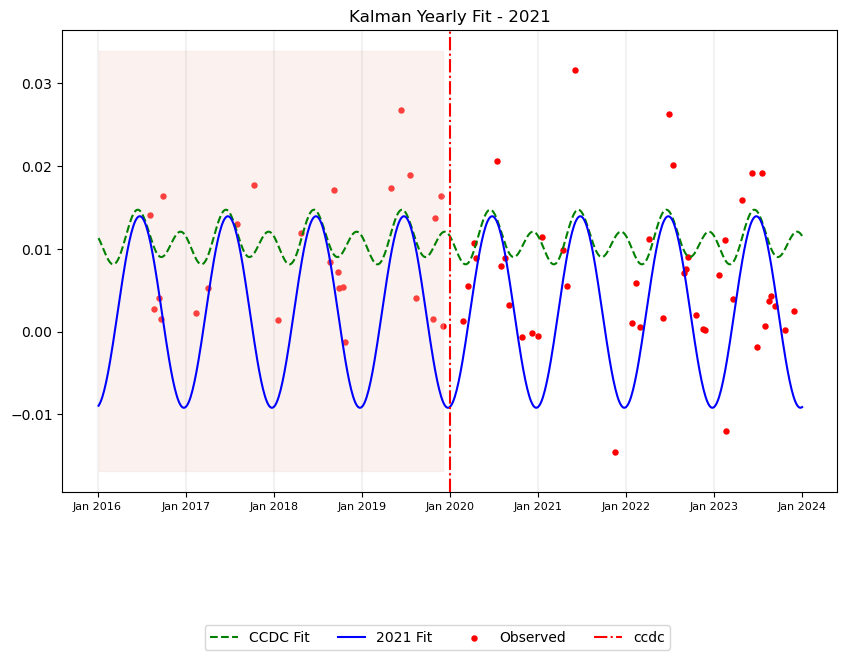 Kalman Yearly Fit - 2021
0.03
0.02
0.01
0.00
−0.01
Jan 2016 Jan 2017 Jan 2018 Jan 2019 Jan 2020 Jan 2021 Jan 2022 Jan 2023 Jan 2024
CCDC Fit 2021 Fit Observed ccdc